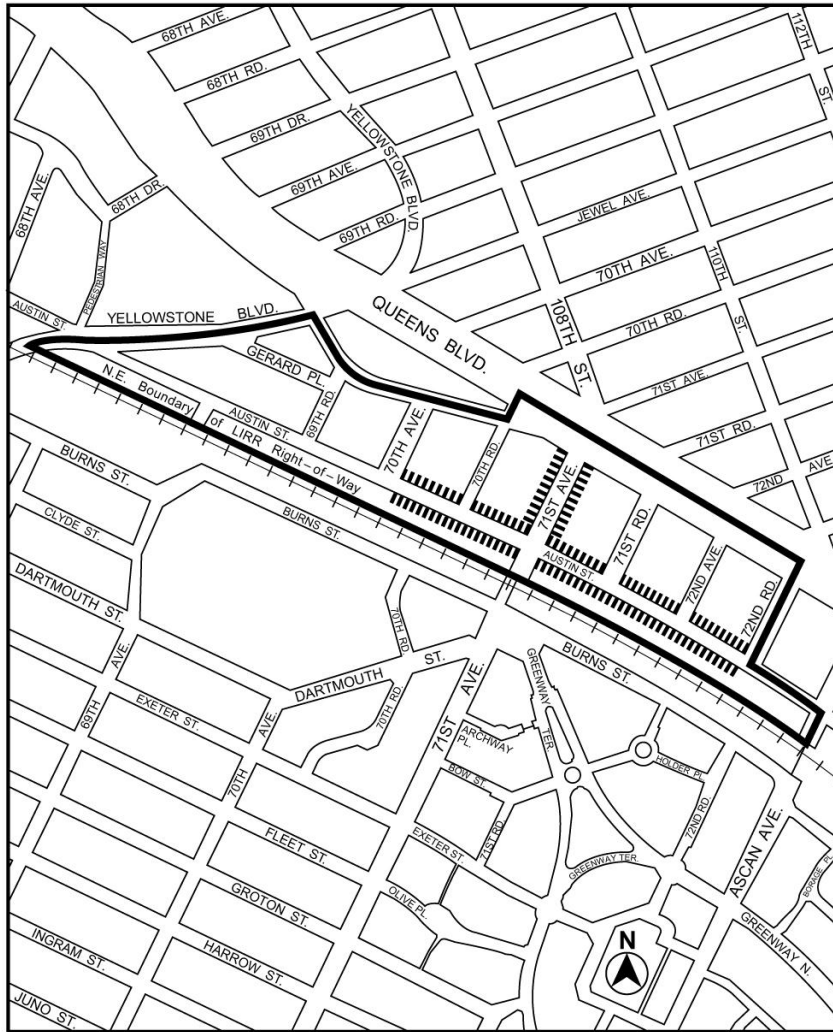 68TH AVE.
112TH
ST.
68TH RD.
69TH DR.
YELLOWSTONE BLVD.
69TH AVE.
69TH RD.
JEWEL AVE.
70TH AVE.
110TH
ST.
68TH AVE.
PEDESTRIAN WAY
68TH DR.
AUSTIN ST.
YELLOWSTONE BLVD.
QUEENS BLVD.
108TH
ST.
70TH RD.
71ST AVE.
71ST RD.
72ND AVE.
GERARD PL.
69TH RD.
N.E. Boundary
of LIRR Right-of-Way
AUSTIN ST.
70TH AVE.
70TH RD.
71ST AVE.
AUSTIN ST.
71ST RD.
72ND AVE.
72ND RD.
BURNS ST.
BURNS ST.
CLYDE ST.
DARTMOUTH ST.
70TH RD.
BURNS ST.
69TH
AVE.
EXETER ST.
DARTMOUTH ST.
70TH RD.
70TH
AVE.
71ST AVE.
GREENWAY
TER.
ARCHWAY
PL.
BOW ST.
HOLDER PL.
71ST RD.
72ND RD.
ASCAN AVE.
BORAGE PL.
FLEET ST.
EXETER ST.
GREENWAY TER.
GROTON ST.
OLIVE PL.
GREENWAY N.
INGRAM ST.
HARROW ST.
N
JUNO ST.